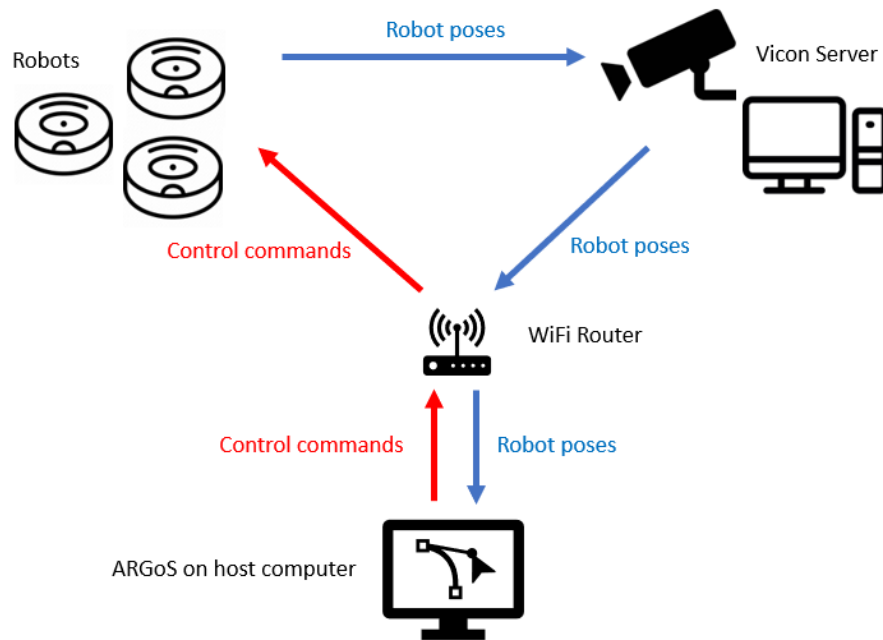 Robot poses
Robots
Vicon Server
Control commands
Robot poses
WiFi Router
Control commands
Robot poses
ARGoS on host computer